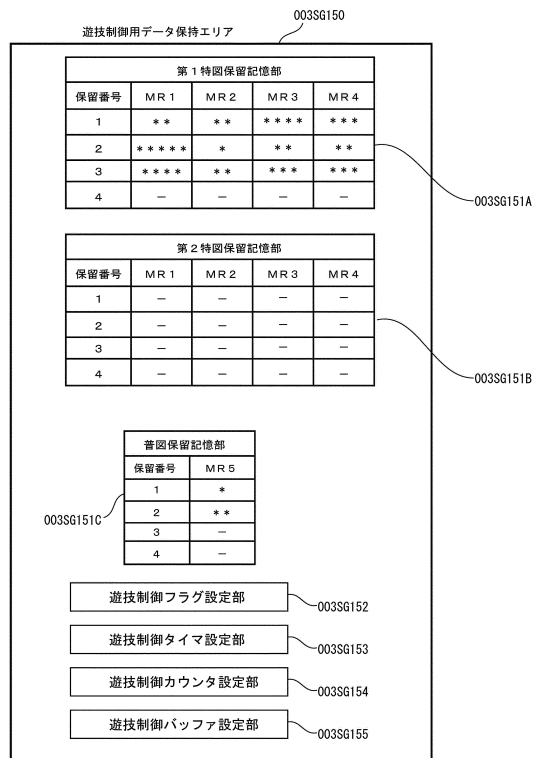 003SG150
遊技制御用データ保持エリア
第1特図保留記憶部
保留番号 MR1 MR2 MR3 MR4
1 ** ** **** ***
2 ***** * ** **
3 **** ** *** ***
4 － － － －
003SG151A
第2特図保留記憶部
保留番号 MR1 MR2 MR3 MR4
1 － － － －
2 － － － －
3 － － － －
4 － － － －
003SG151B
普図保留記憶部
保留番号 MR5
1 *
2 **
3 －
4 －
003SG151C
遊技制御フラグ設定部
003SG152
遊技制御タイマ設定部
003SG153
遊技制御カウンタ設定部
003SG154
遊技制御バッファ設定部
003SG155